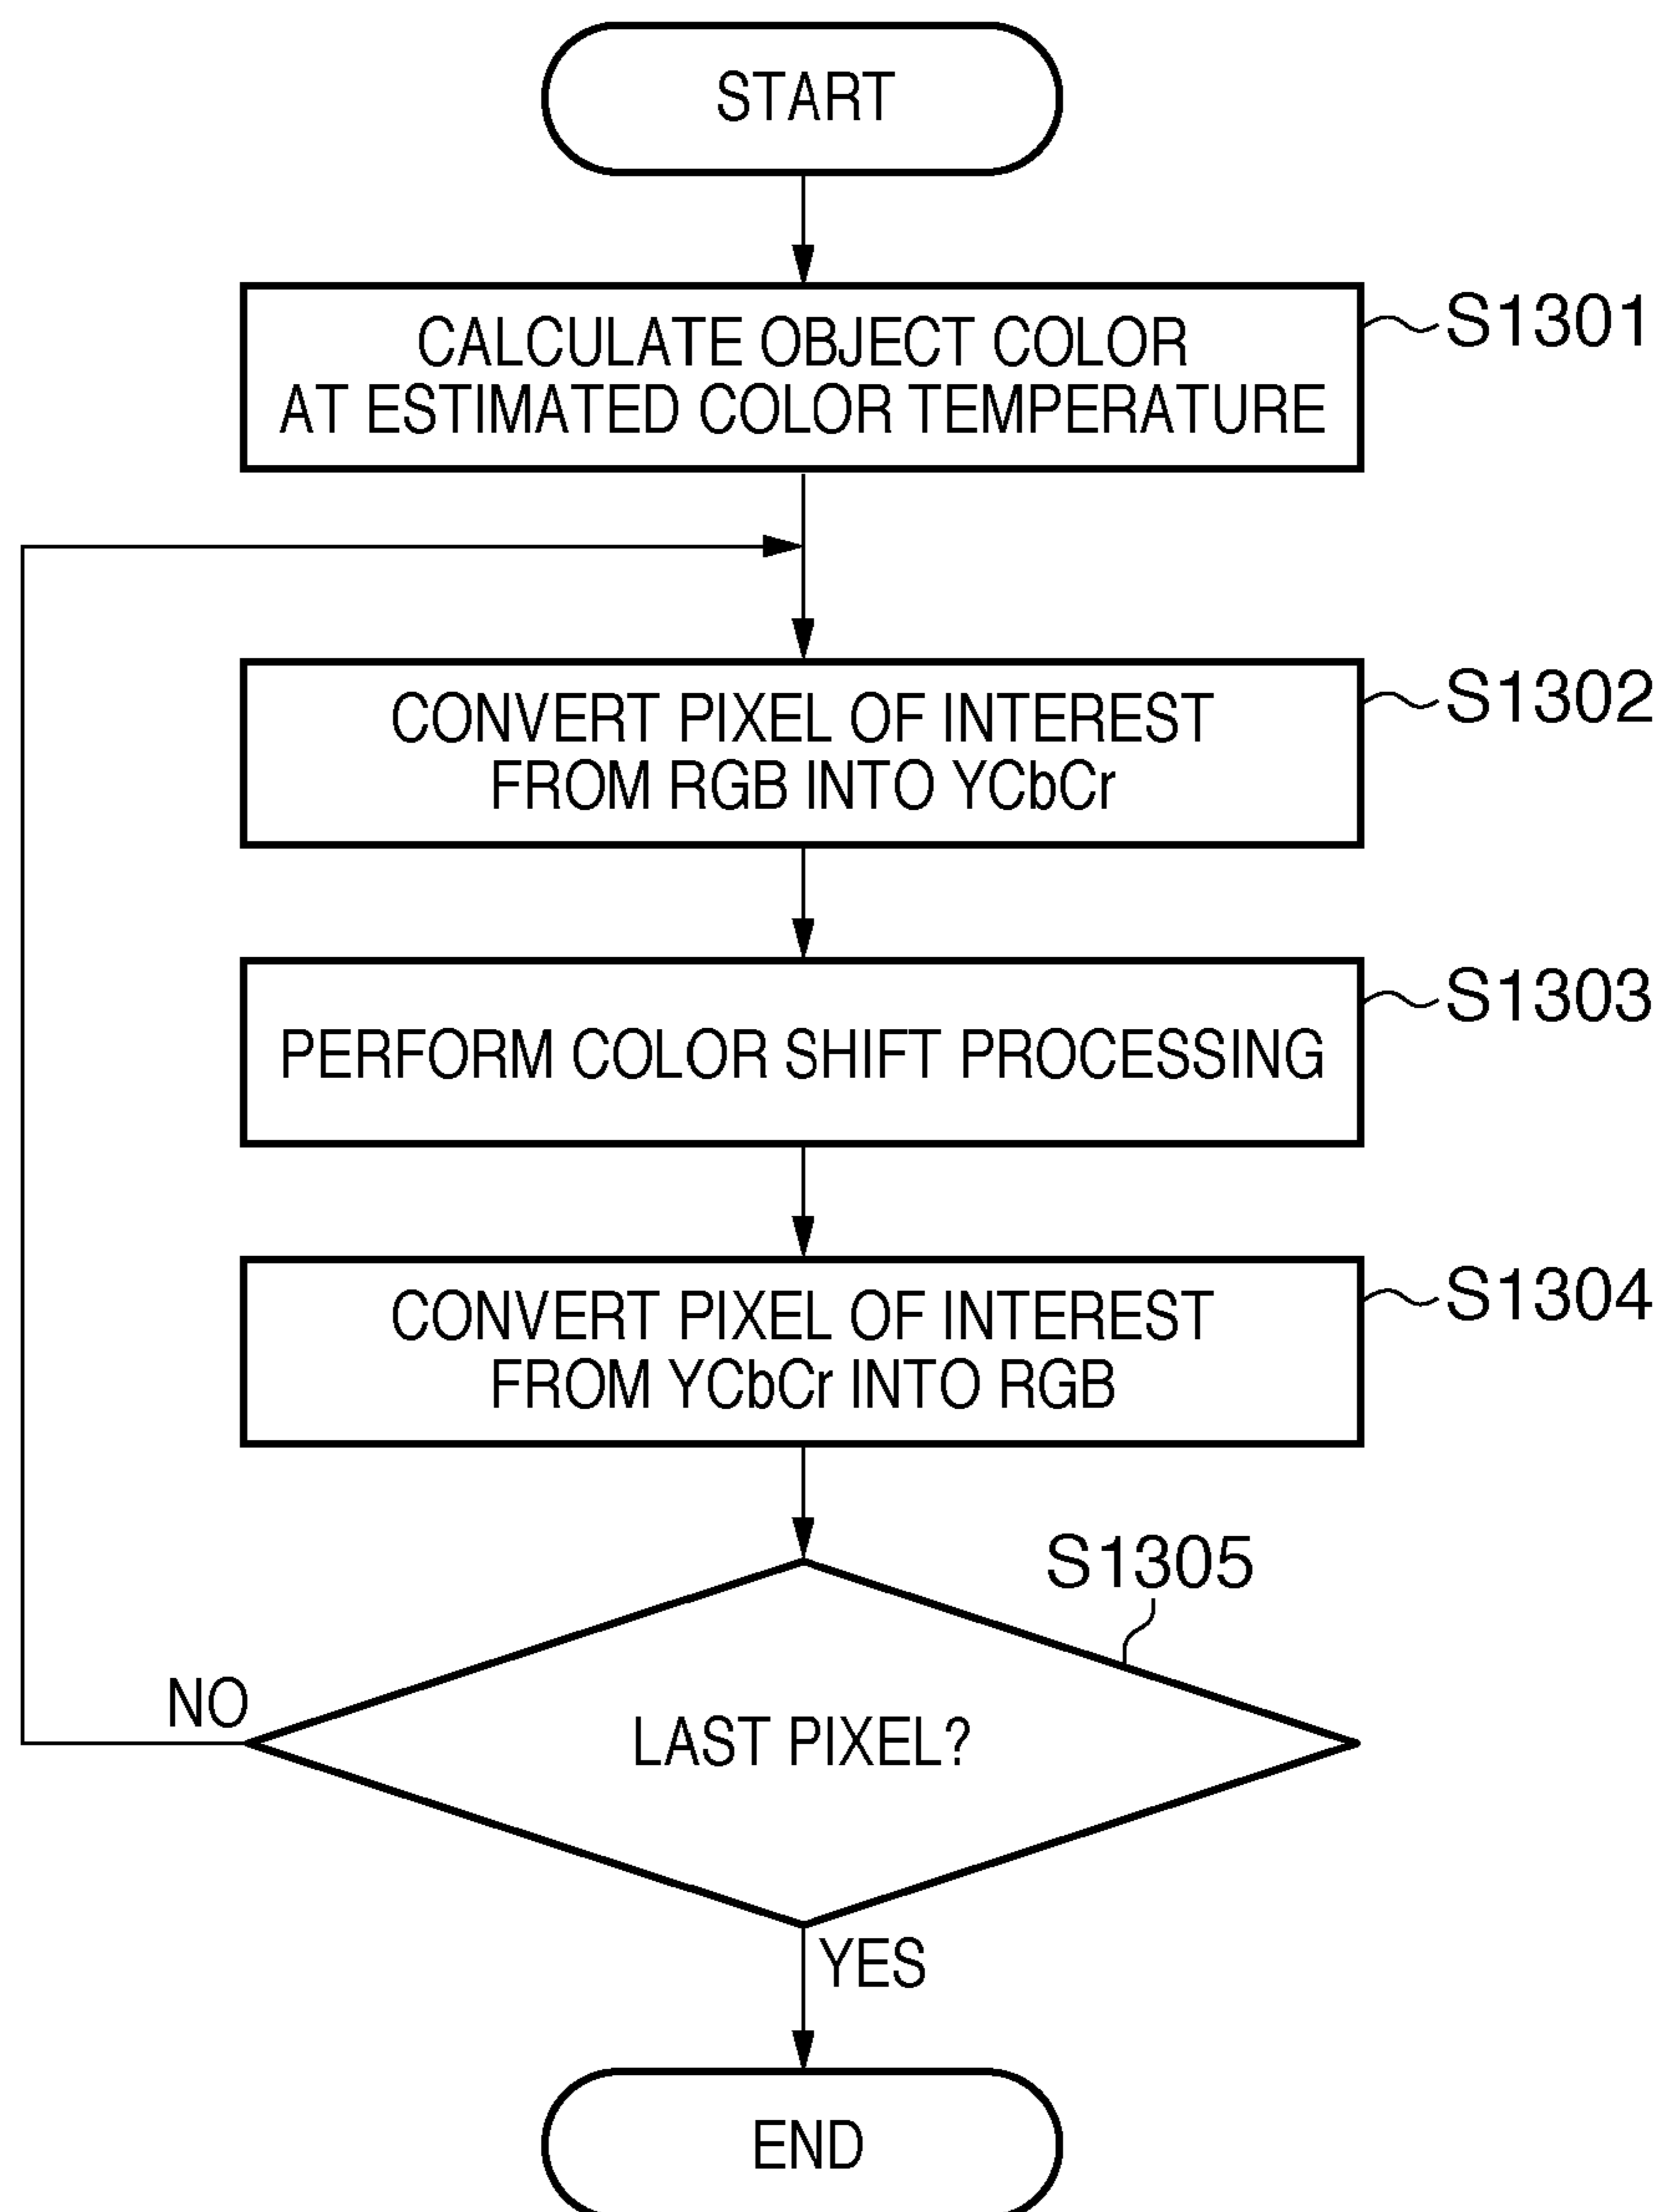 START
CALCULATE OBJECT COLOR
AT ESTIMATED COLOR TEMPERATURE
S1301
CONVERT PIXEL OF INTEREST
FROM RGB INTO YCbCr
S1302
PERFORM COLOR SHIFT PROCESSING
S1303
CONVERT PIXEL OF INTEREST
FROM YCbCr INTO RGB
S1304
S1305
NO
LAST PIXEL?
YES
END